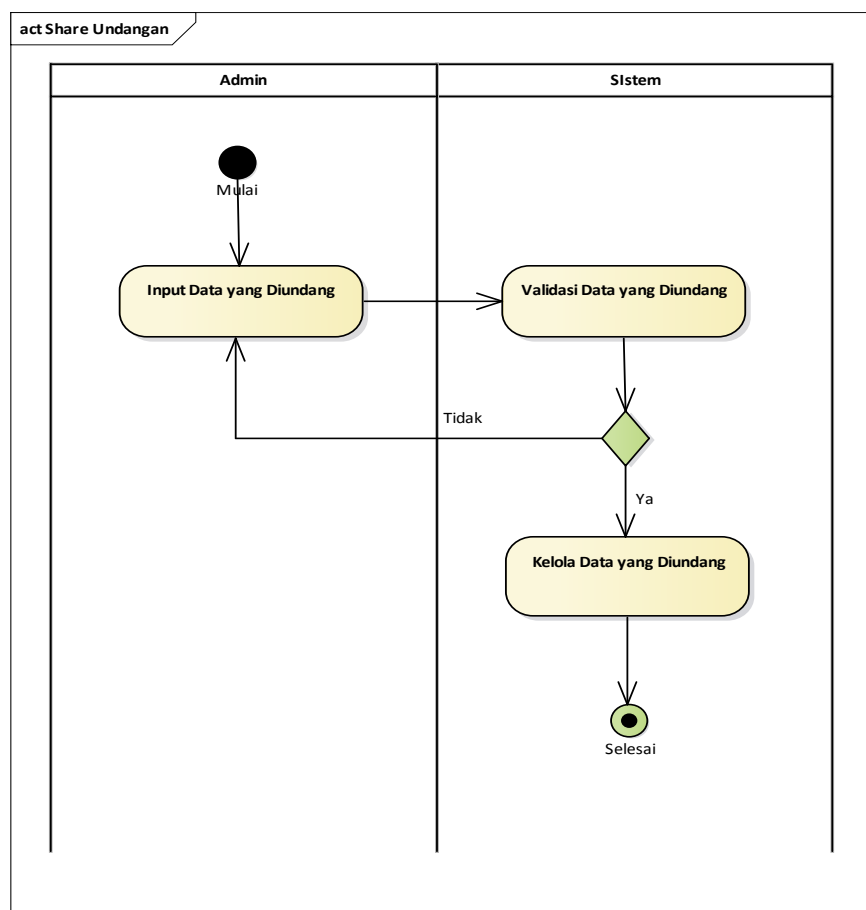 act Share Undangan
Admin
SIstem
Mulai
Input Data yang Diundang
Validasi Data yang Diundang
Tidak
Ya
Kelola Data yang Diundang
Selesai